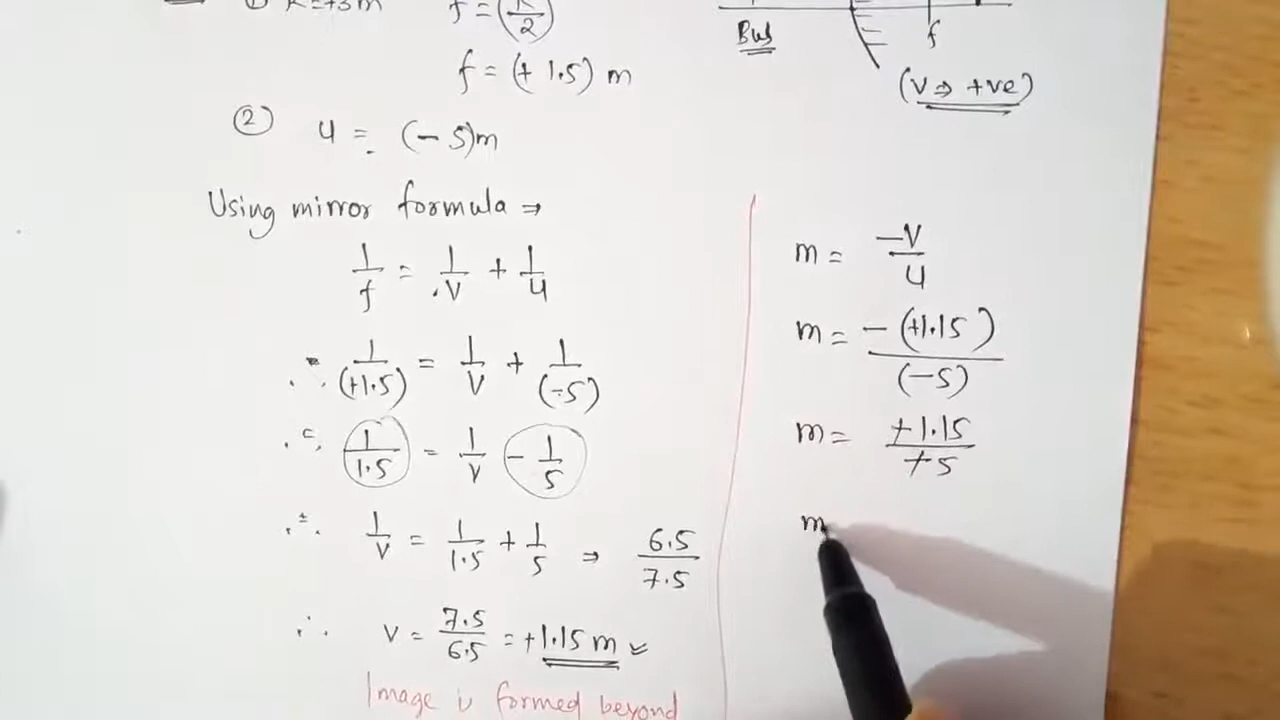 ① R=+3m f = (R/2)
f = (+ 1.5) m
Bus f
(V ⇒ +ve)
② u = (- 5)m
Using mirror formula ⇒
1/f = 1/v + 1/u
∴ 1/(+1.5) = 1/v + 1/(-5)
∴ 1/1.5 = 1/v - 1/5
∴ 1/v = 1/1.5 + 1/5 ⇒ 6.5/7.5
∴ v = 7.5/6.5 = +1.15 m
Image is formed beyond
m = -v/u
m = -(+1.15)/(-5)
m = +1.15/+5
m